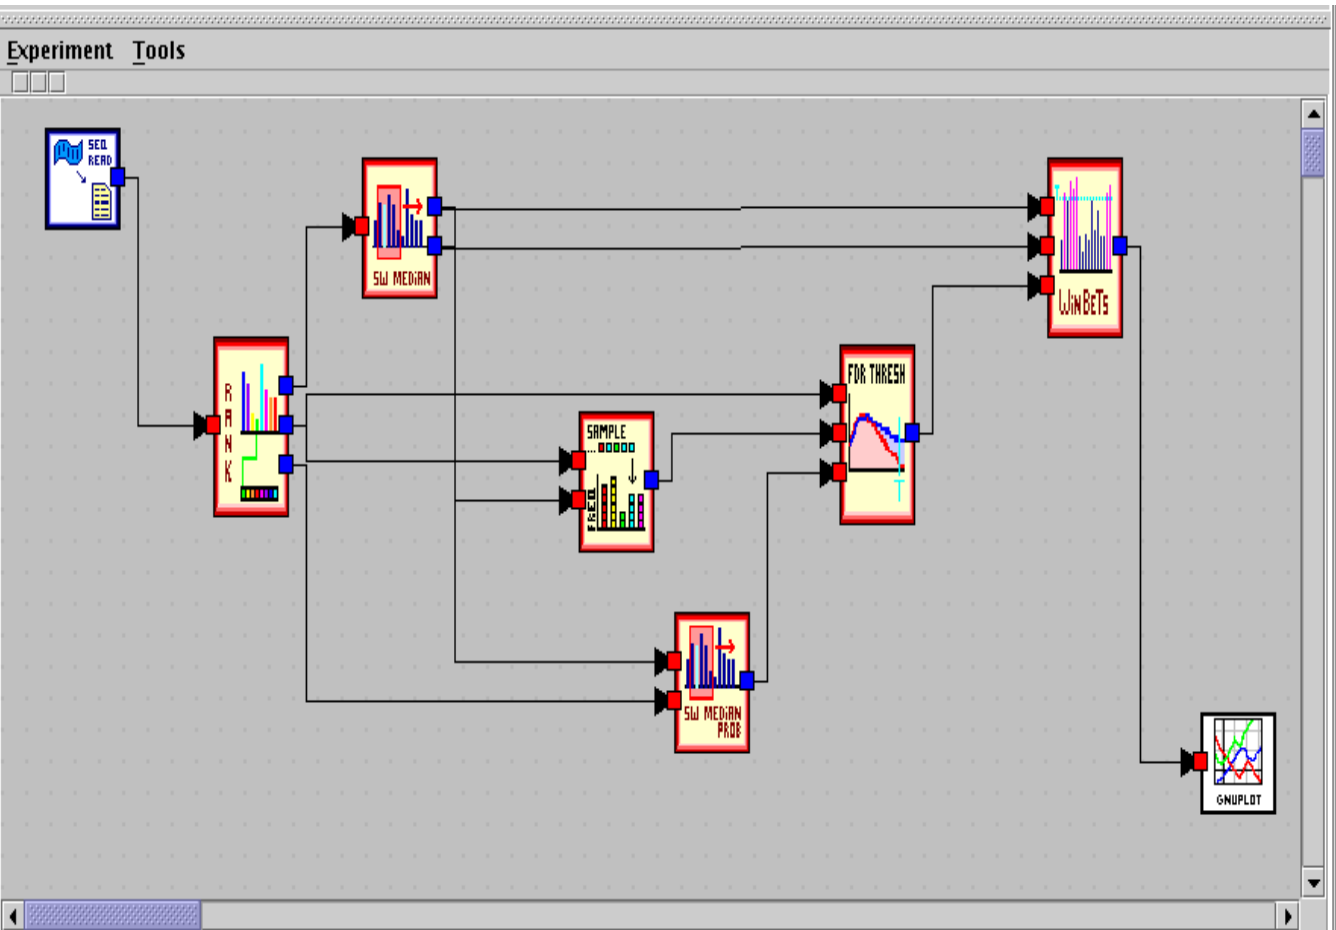 Experiment Tools
SEQ
READ
SW MEDIAN
WINBETS
RANK
FDR THRESH
SAMPLE
FREQ
SW MEDIAN
PROB
GNUPLOT